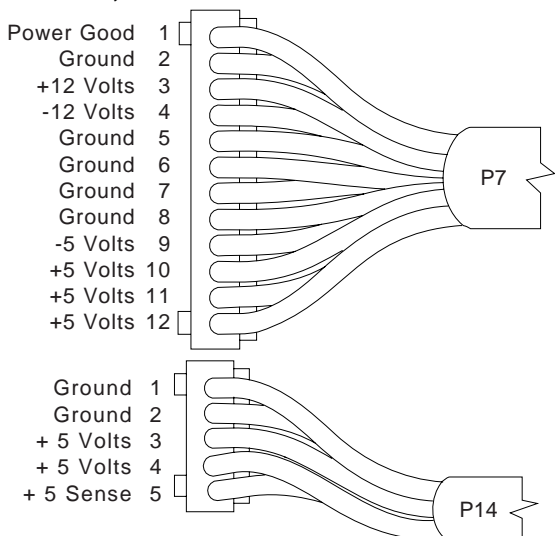 Power Good 1
Ground 2
+12 Volts 3
-12 Volts 4
Ground 5
Ground 6
Ground 7
Ground 8
-5 Volts 9
+5 Volts 10
+5 Volts 11
+5 Volts 12
P7
Ground 1
Ground 2
+ 5 Volts 3
+ 5 Volts 4
+ 5 Sense 5
P14